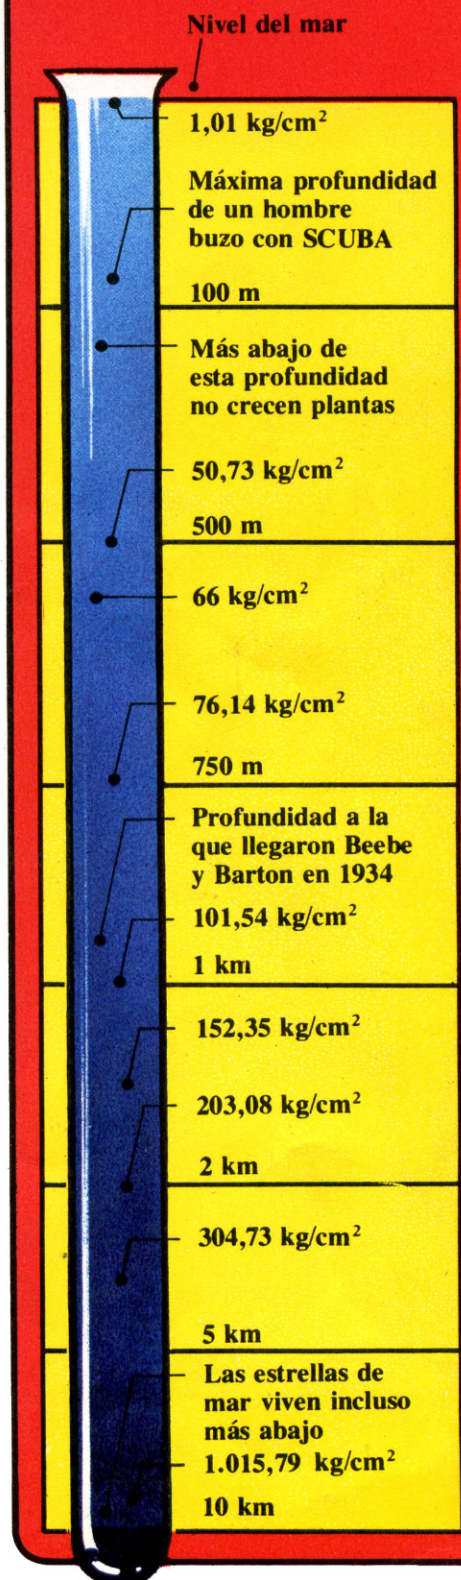 Nivel del mar
1,01 kg/cm²
Máxima profundidad
de un hombre
buzo con SCUBA
100 m
Más abajo de
esta profundidad
no crecen plantas
50,73 kg/cm²
500 m
66 kg/cm²
76,14 kg/cm²
750 m
Profundidad a la
que llegaron Beebe
y Barton en 1934
101,54 kg/cm²
1 km
152,35 kg/cm²
203,08 kg/cm²
2 km
304,73 kg/cm²
5 km
Las estrellas de
mar viven incluso
más abajo
1.015,79 kg/cm²
10 km